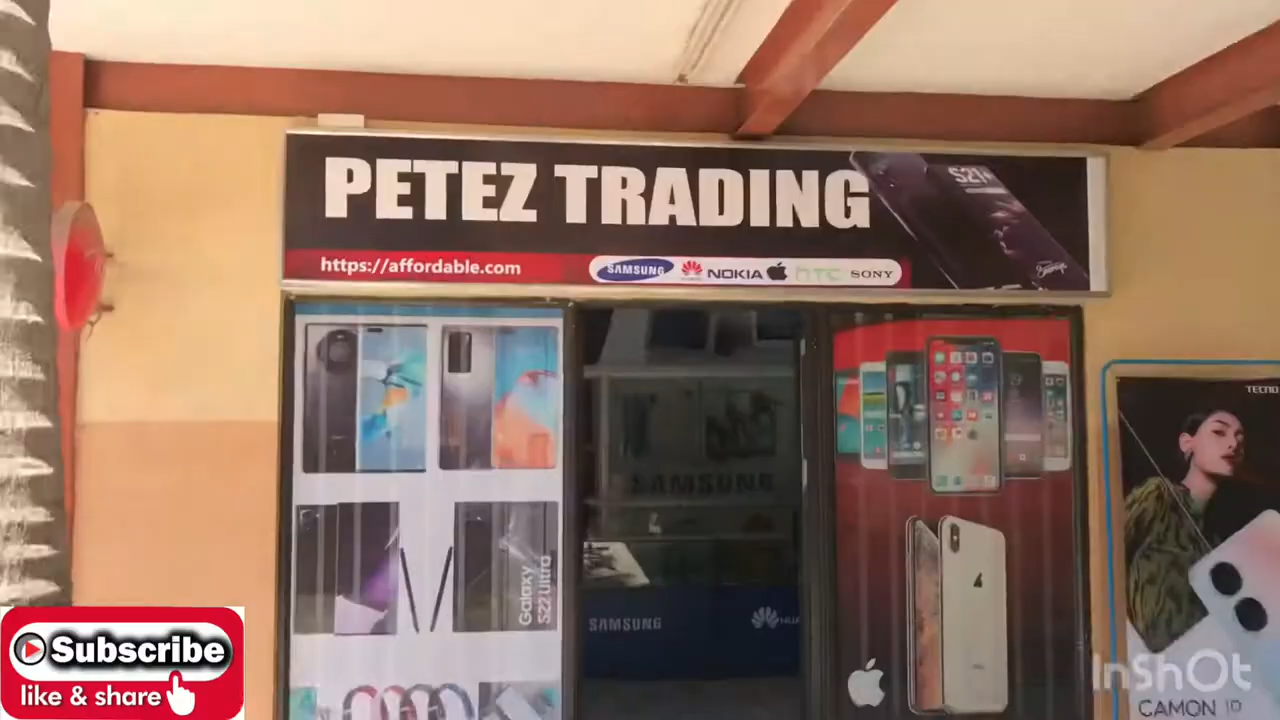 PETEZ TRADING
S21+
https://affordable.com
SAMSUNG
HUAWEI
NOKIA
hTC
SONY
TECNO
SAMSUNG
Galaxy
S22 Ultra
SAMSUNG
HUA
Subscribe
like & share
InShOt
CAMON